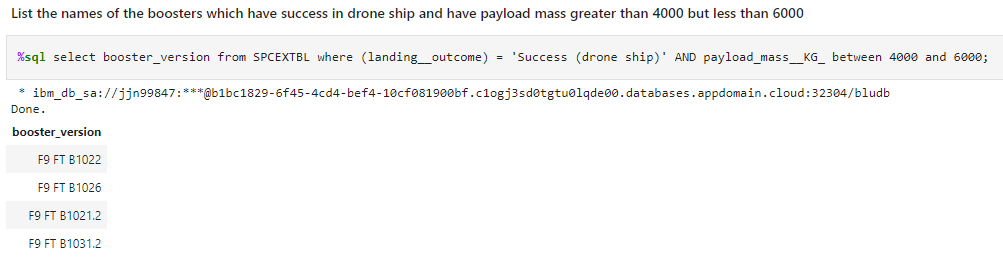 List the names of the boosters which have success in drone ship and have payload mass greater than 4000 but less than 6000
%sql select booster_version from SPCEXTBL where (landing__outcome) = 'Success (drone ship)' AND payload_mass__KG_ between 4000 and 6000;
* ibm_db_sa://jjn99847:***@b1bc1829-6f45-4cd4-bef4-10cf081900bf.c1ogj3sd0tgtu0lqde00.databases.appdomain.cloud:32304/bludb
Done.
booster_version
F9 FT B1022
F9 FT B1026
F9 FT B1021.2
F9 FT B1031.2